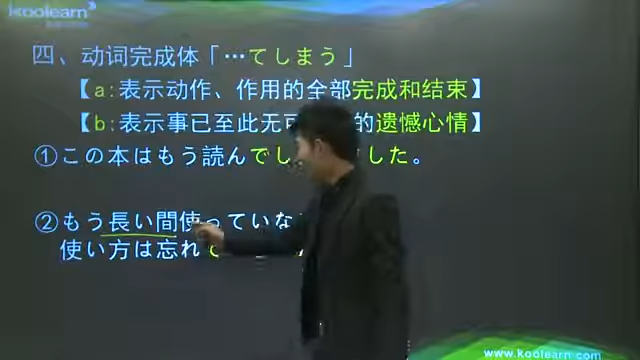 koolearn
四、动词完成体「…てしまう」
【a:表示动作、作用的全部完成和结束】
【b:表示事已至此无可 的遗憾心情】
①この本はもう読んでし した。
②もう長い間使っていな
使い方は忘れて
www.koolearn.com